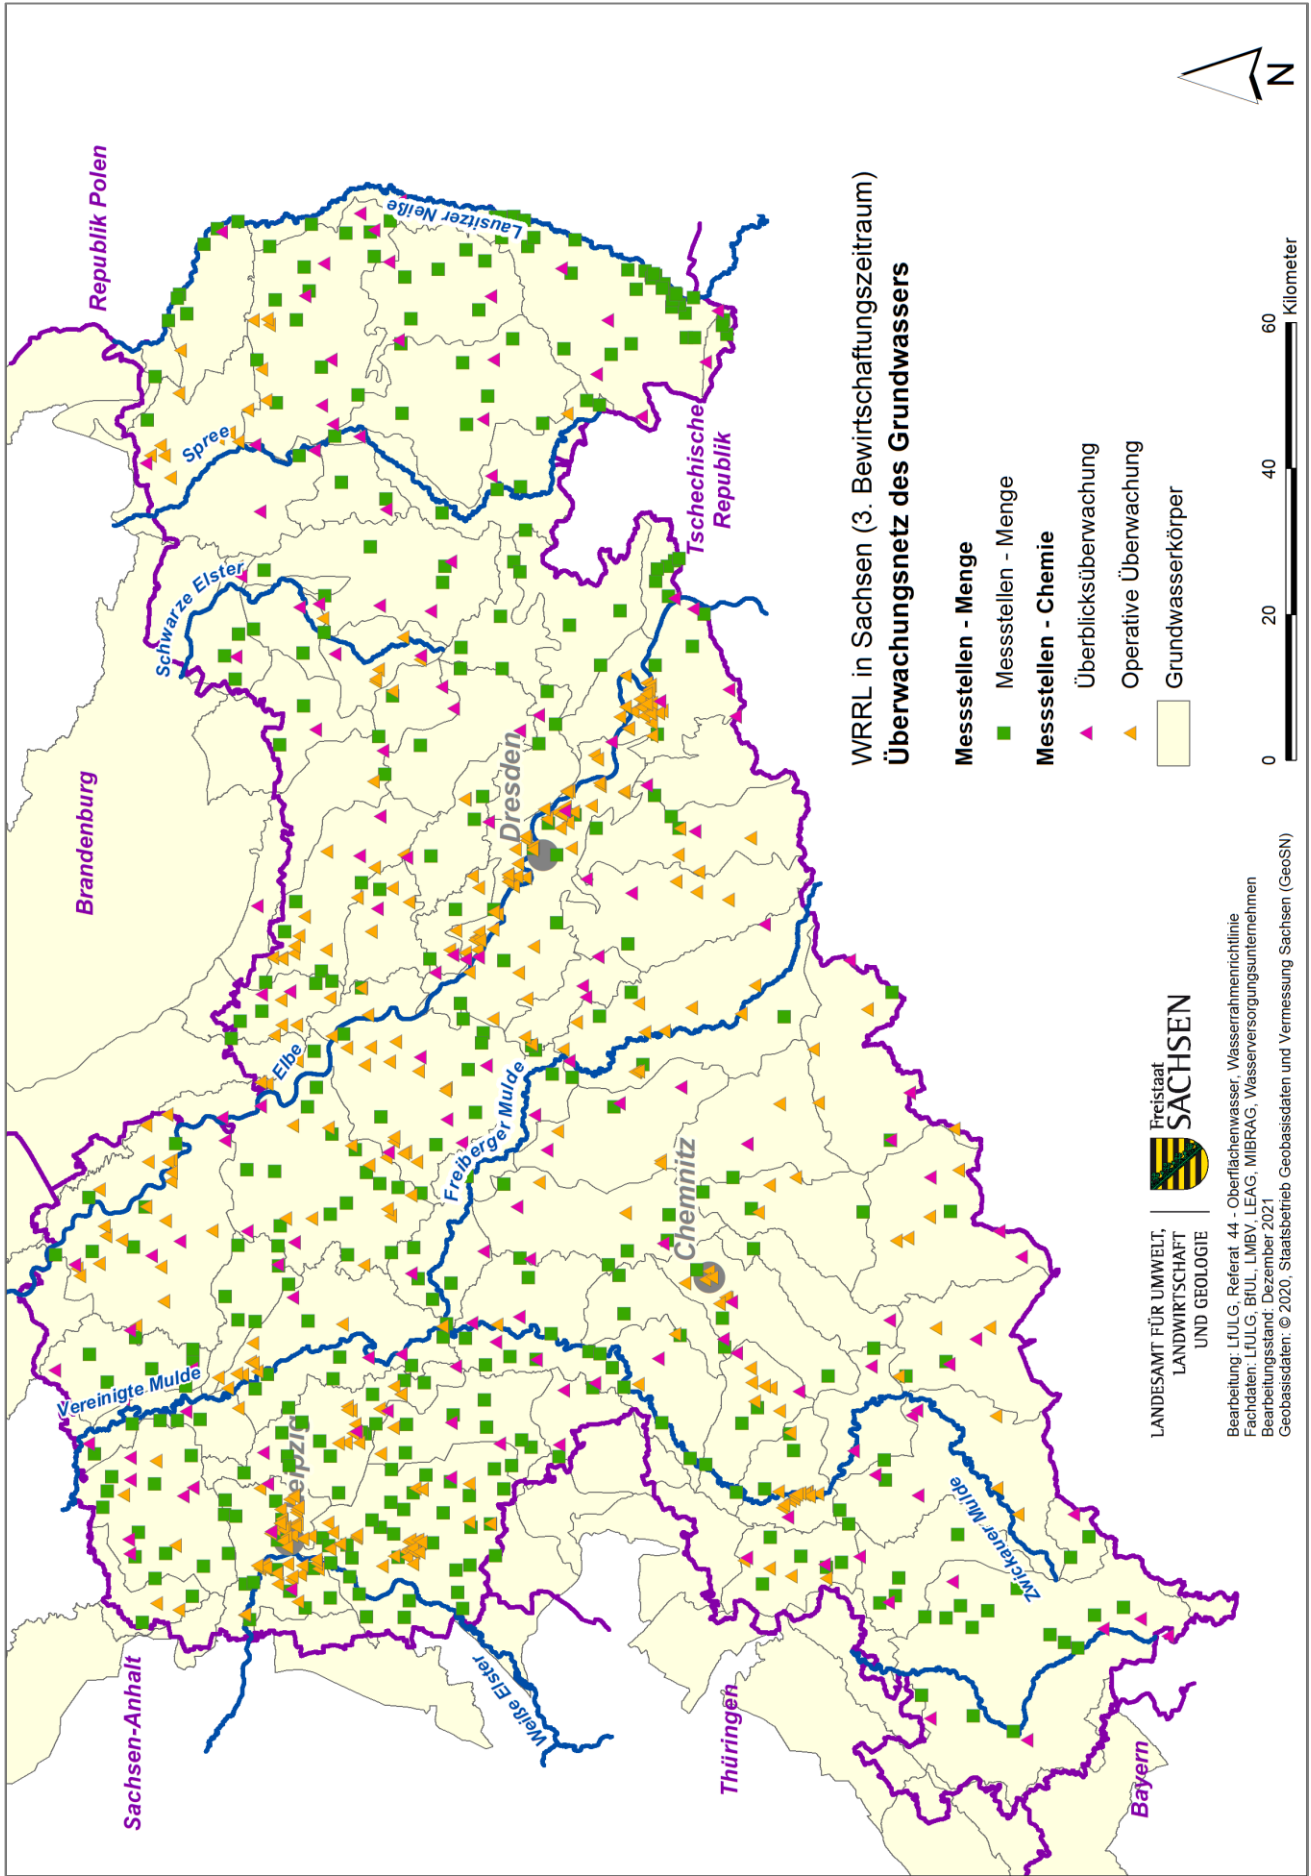 Republik Polen
Brandenburg
Sachsen-Anhalt
Thüringen
Bayern
Tschechische
Republik
Spree
Schwarze Elster
Lausitzer Neiße
Elbe
Vereinigte Mulde
Freiberger Mulde
Weiße Elster
Zwickauer Mulde
Dresden
Leipzig
Chemnitz
WRRL in Sachsen (3. Bewirtschaftungszeitraum)
Überwachungsnetz des Grundwassers
Messstellen - Menge
Messstellen - Menge
Messstellen - Chemie
Überblicksüberwachung
Operative Überwachung
Grundwasserkörper
0 20 40 60
Kilometer
N
LANDESAMT FÜR UMWELT,
LANDWIRTSCHAFT
UND GEOLOGIE
Freistaat
SACHSEN
Bearbeitung: LfULG, Referat 44 - Oberflächenwasser, Wasserrahmenrichtlinie
Fachdaten: LfULG, BfUL, LMBV, LEAG, MIBRAG, Wasserversorgungsunternehmen
Bearbeitungsstand: Dezember 2021
Geobasisdaten: © 2020, Staatsbetrieb Geobasisdaten und Vermessung Sachsen (GeoSN)